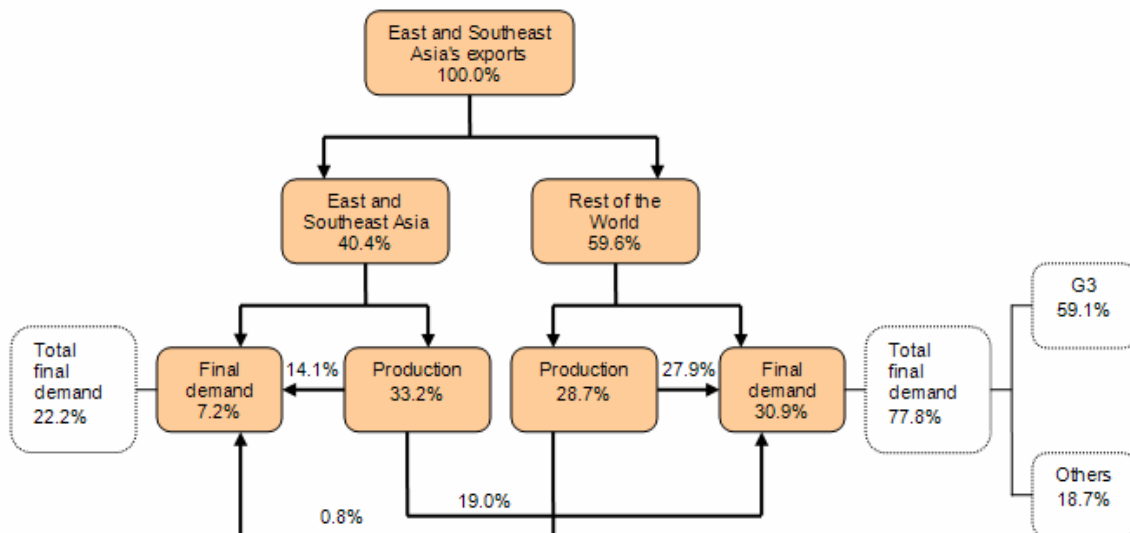 East and Southeast
Asia's exports
100.0%
East and
Southeast Asia
40.4%
Rest of the
World
59.6%
G3
59.1%
Total
final
demand
22.2%
Final
demand
7.2%
14.1%
Production
33.2%
Production
28.7%
27.9%
Final
demand
30.9%
Total
final
demand
77.8%
Others
18.7%
19.0%
0.8%